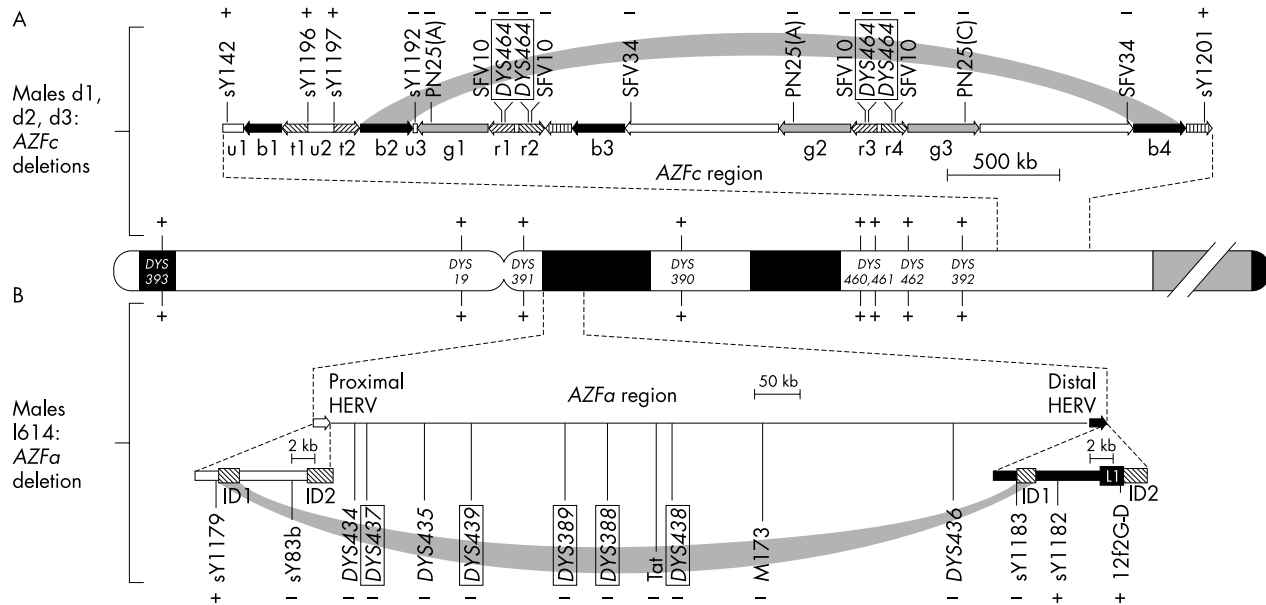 A
+ + + – – – – – – – – – – – – +
sY142 sY1196 sY1197 sY1192 PN25(A) SFV10 DYS464 DYS464 SFV10 SFV34 PN25(A) SFV10 DYS464 DYS464 SFV10 PN25(C) SFV34 sY1201
Males d1,
d2, d3:
AZFc
deletions
u1 b1 t1 u2 t2 b2 u3 g1 r1 r2 b3 g2 r3 r4 g3 b4
AZFc region
500 kb
+ + + + + + + +
DYS 393
DYS 19
DYS 391
DYS 390
DYS 460,461
DYS 462
DYS 392
B
+ + + + + + + +
Males
I614:
AZFa
deletion
Proximal
HERV
AZFa region
50 kb
Distal
HERV
2 kb
2 kb
L1
ID1 ID2 ID1 ID2
sY1179 sY83b DYS434 DYS437 DYS435 DYS439 DYS389 DYS388 Tat DYS438 M173 DYS436 sY1183 sY1182 12f2G-D
+ – – – – – – – – – – – – + +